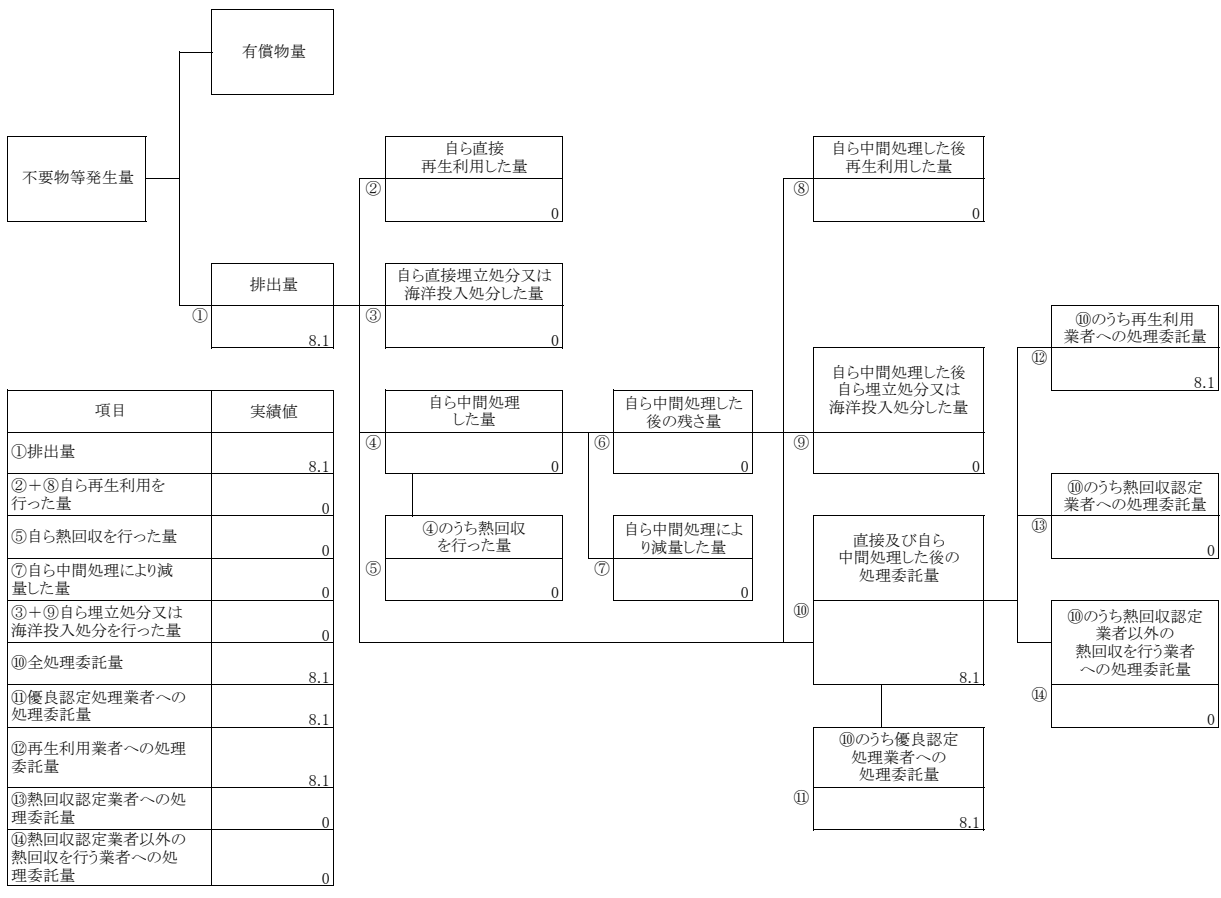 有償物量
不要物等発生量
排出量
①
8.1
自ら直接
再生利用した量
②
0
自ら直接埋立処分又は
海洋投入処分した量
③
0
自ら中間処理
した量
④
0
④のうち熱回収
を行った量
⑤
0
自ら中間処理した
後の残さ量
⑥
0
自ら中間処理によ
り減量した量
⑦
0
自ら中間処理した後
再生利用した量
⑧
0
自ら中間処理した後
自ら埋立処分又は
海洋投入処分した量
⑨
0
直接及び自ら
中間処理した後の
処理委託量
⑩
8.1
⑩のうち優良認定
処理業者への
処理委託量
⑪
8.1
⑩のうち再生利用
業者への処理委託量
⑫
8.1
⑩のうち熱回収認定
業者への処理委託量
⑬
0
⑩のうち熱回収認定
業者以外の
熱回収を行う業者
への処理委託量
⑭
0
項目 実績値
①排出量
8.1
②＋⑧自ら再生利用を
行った量
0
⑤自ら熱回収を行った量
0
⑦自ら中間処理により減
量した量
0
③＋⑨自ら埋立処分又は
海洋投入処分を行った量
0
⑩全処理委託量
8.1
⑪優良認定処理業者への
処理委託量
8.1
⑫再生利用業者への処理
委託量
8.1
⑬熱回収認定業者への処
理委託量
0
⑭熱回収認定業者以外の
熱回収を行う業者への処
理委託量
0